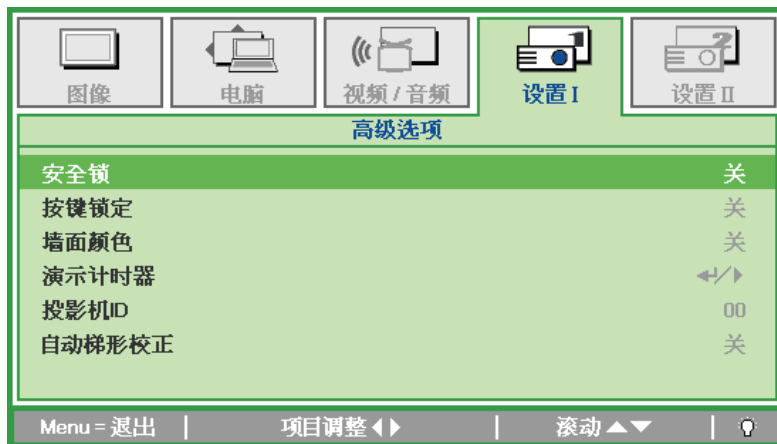 图像
电脑
视频 / 音频
设置 I
设置 II
高级选项
安全锁 关
按键锁定 关
墙面颜色 关
演示计时器 /
投影机ID 00
自动梯形校正 关
Menu = 退出 项目调整 滚动